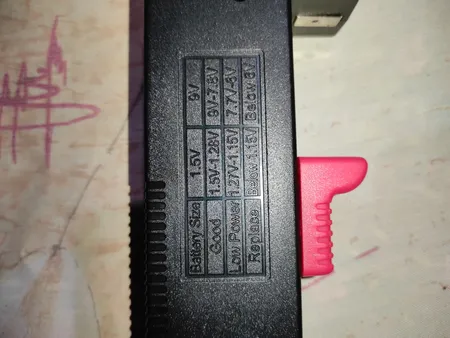 Battery Size 1.5V 9V
Good 1.5V-1.28V 9V-7.8V
Low Power 1.27V-1.15V 7.7V-6V
Replace Below 1.15V Below 6V